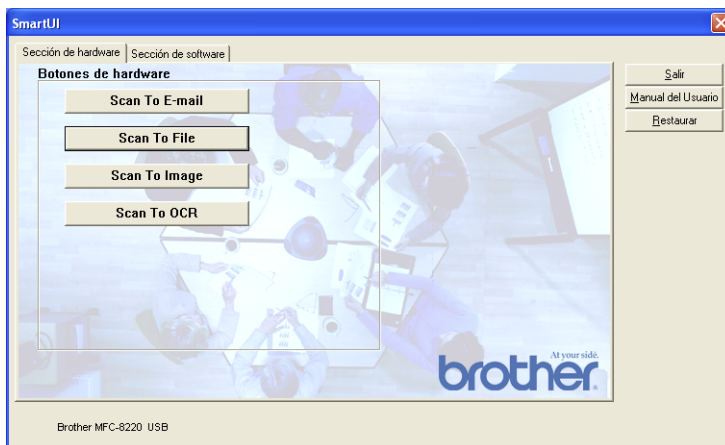 SmartUI
Sección de hardware
Sección de software
Botones de hardware
Scan To E-mail
Scan To File
Scan To Image
Scan To OCR
Salir
Manual del Usuario
Restaurar
At your side.
brother
Brother MFC-8220 USB